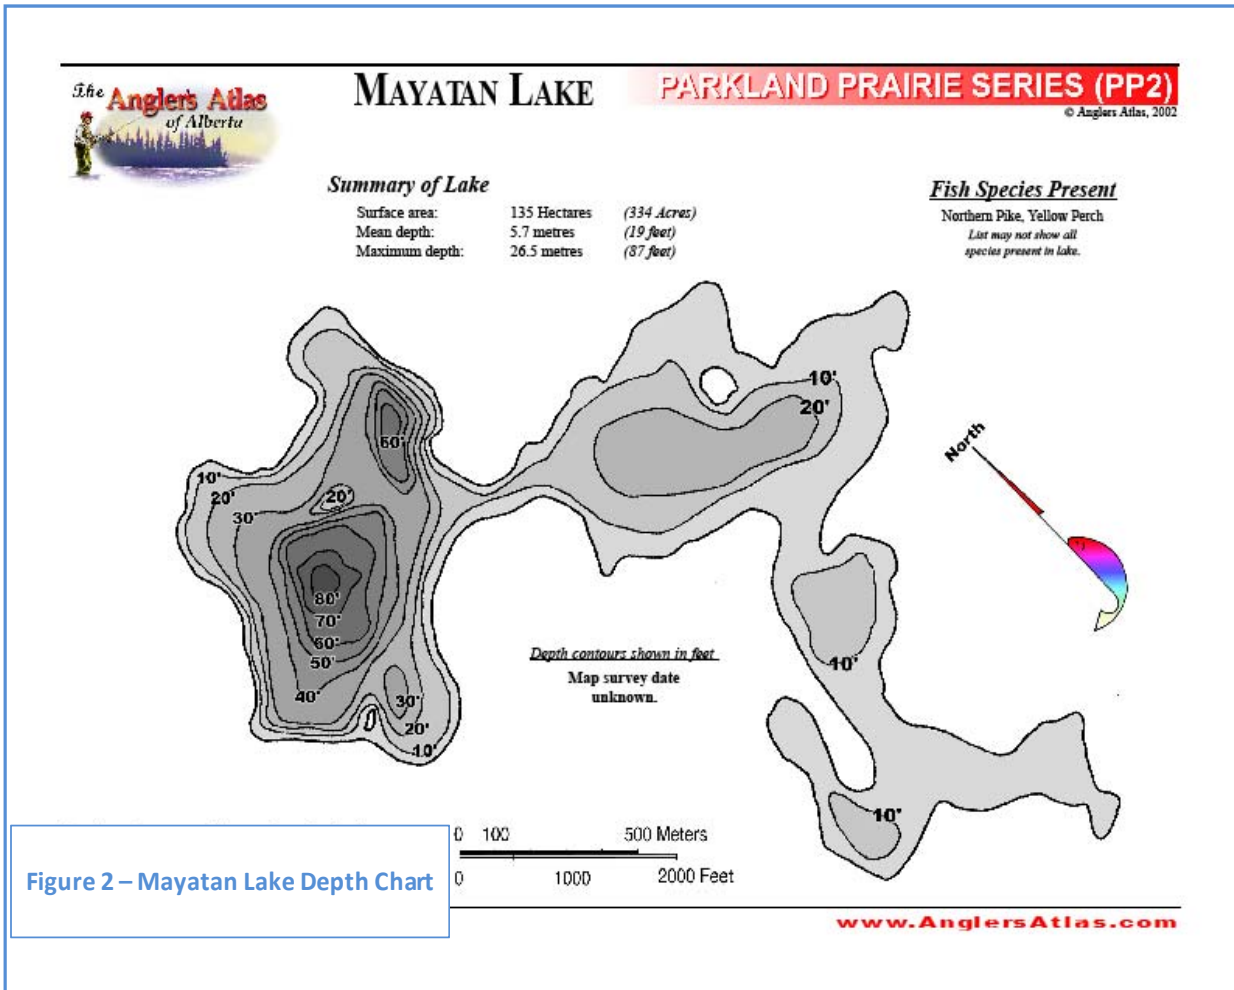 The Angler's Atlas
of Alberta
MAYATAN LAKE
PARKLAND PRAIRIE SERIES (PP2)
© Anglers Atlas, 2002
Summary of Lake
Surface area: 135 Hectares (334 Acres)
Mean depth: 5.7 metres (19 feet)
Maximum depth: 26.5 metres (87 feet)
Fish Species Present
Northern Pike, Yellow Perch
List may not show all
species present in lake.
10'
20'
60'
10'
20'
30'
20'
North
80'
70'
60'
50'
40'
30'
20'
10'
10'
10'
Depth contours shown in feet
Map survey date
unknown.
0 100 500 Meters
0 1000 2000 Feet
Figure 2 – Mayatan Lake Depth Chart
www.AnglersAtlas.com